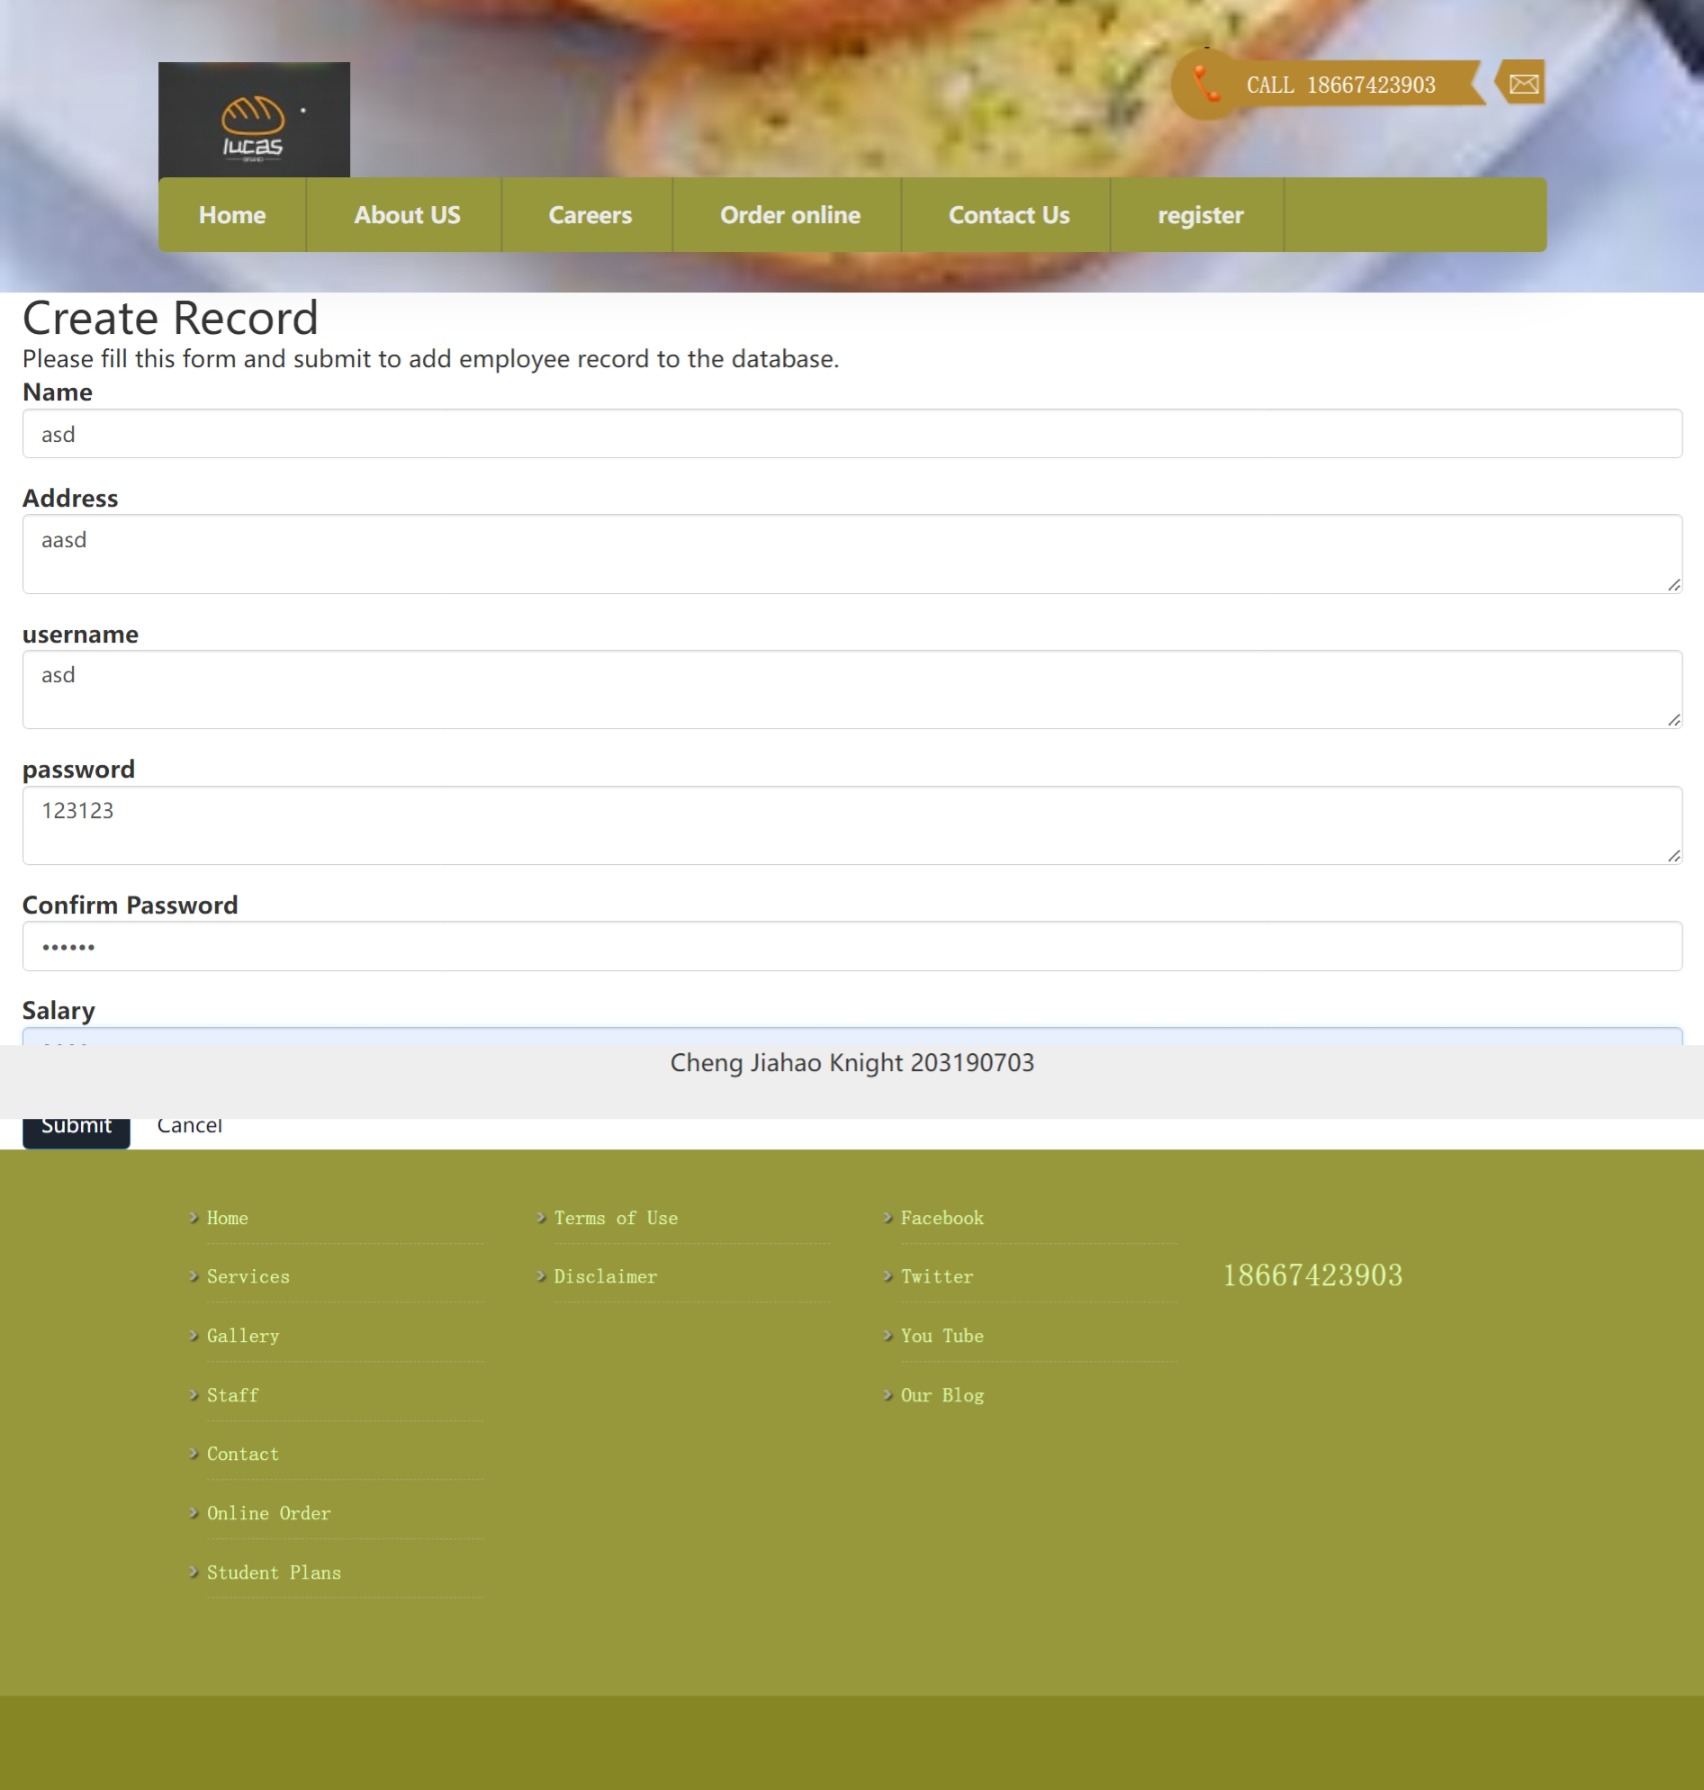 lucas
CALL 18667423903
Home About US Careers Order online Contact Us register
Create Record
Please fill this form and submit to add employee record to the database.
Name
asd
Address
aasd
username
asd
password
123123
Confirm Password
••••••
Salary
Cheng Jiahao Knight 203190703
Submit Cancel
Home Terms of Use Facebook
Services Disclaimer Twitter 18667423903
Gallery You Tube
Staff Our Blog
Contact
Online Order
Student Plans